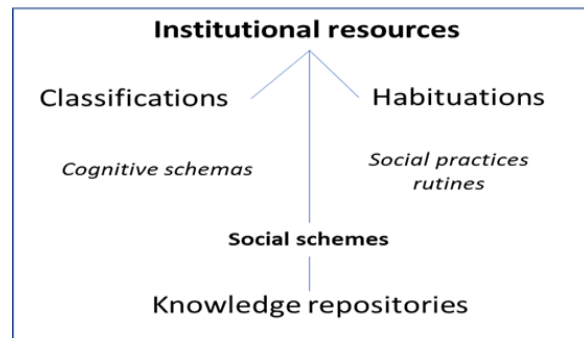 Institutional resources
Classifications
Habituations
Cognitive schemas
Social practices
rutines
Social schemes
Knowledge repositories